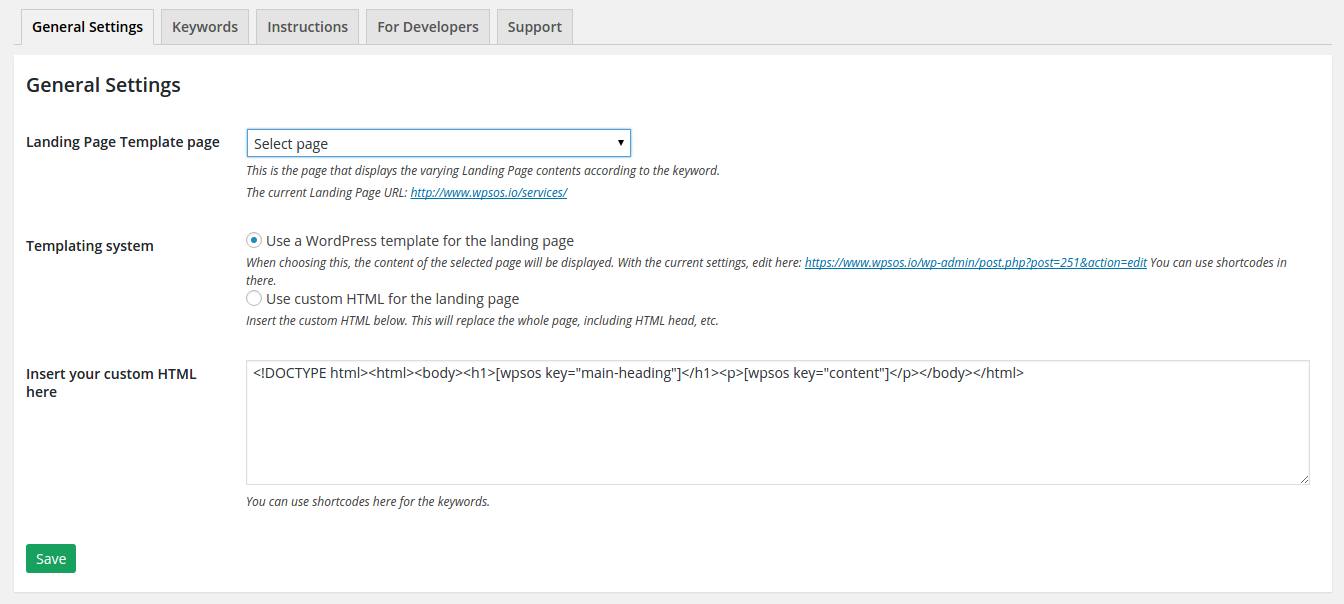 General Settings
Keywords
Instructions
For Developers
Support
General Settings
Landing Page Template page
Select page
This is the page that displays the varying Landing Page contents according to the keyword.
The current Landing Page URL: http://www.wpsos.io/services/
Templating system
Use a WordPress template for the landing page
When choosing this, the content of the selected page will be displayed. With the current settings, edit here: https://www.wpsos.io/wp-admin/post.php?post=251&action=edit You can use shortcodes in
there.
Use custom HTML for the landing page
Insert the custom HTML below. This will replace the whole page, including HTML head, etc.
Insert your custom HTML
here
<!DOCTYPE html><html><body><h1>[wpsos key="main-heading"]</h1><p>[wpsos key="content"]</p></body></html>
You can use shortcodes here for the keywords.
Save